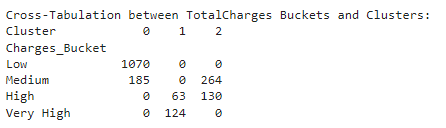 Cross-Tabulation between TotalCharges Buckets and Clusters:
Cluster 0 1 2
Charges_Bucket
Low 1070 0 0
Medium 185 0 264
High 0 63 130
Very High 0 124 0